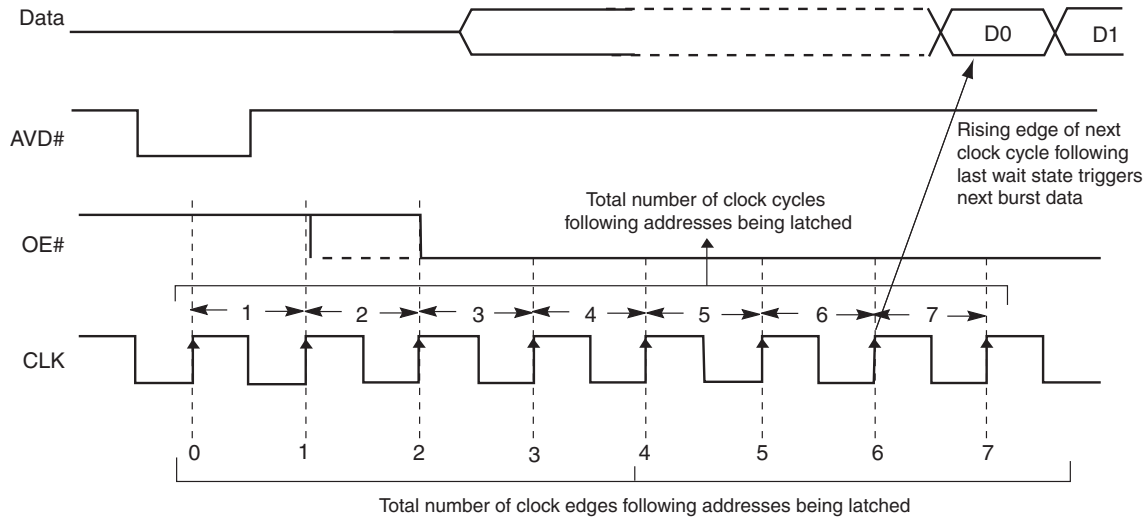 Data
D0
D1
AVD#
Rising edge of next
clock cycle following
last wait state triggers
next burst data
Total number of clock cycles
following addresses being latched
OE#
1 2 3 4 5 6 7
CLK
0 1 2 3 4 5 6 7
Total number of clock edges following addresses being latched